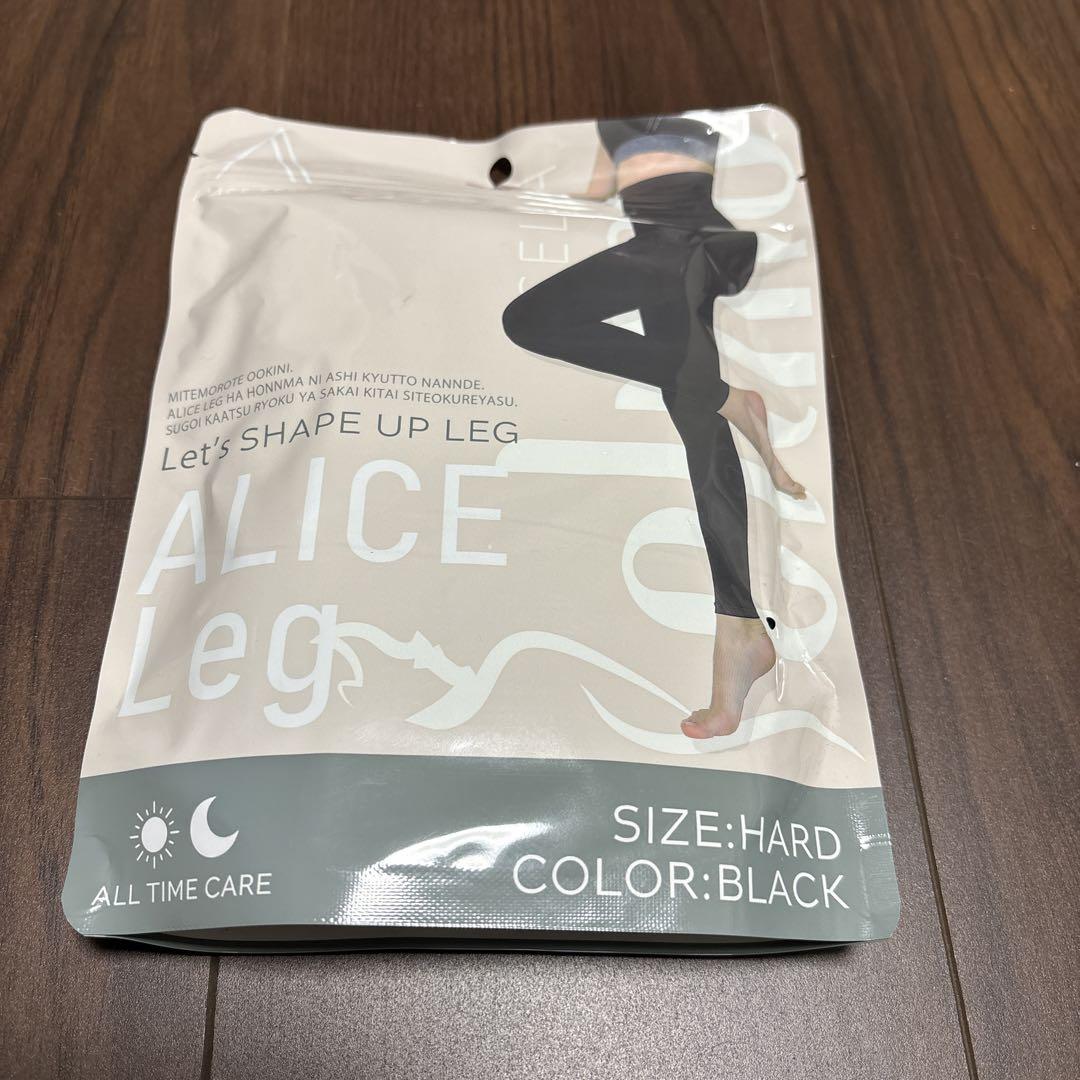 MITEMOROTE OOKINI.
ALICE LEG HA HONNMA NI ASHI KYUTTO NANNDE.
SUGOI KAATSU RYOKU YA SAKAI KITAI SITEOKUREYASU.
Let's SHAPE UP LEG
ALICE
Leg
ALL TIME CARE
SIZE:HARD
COLOR:BLACK